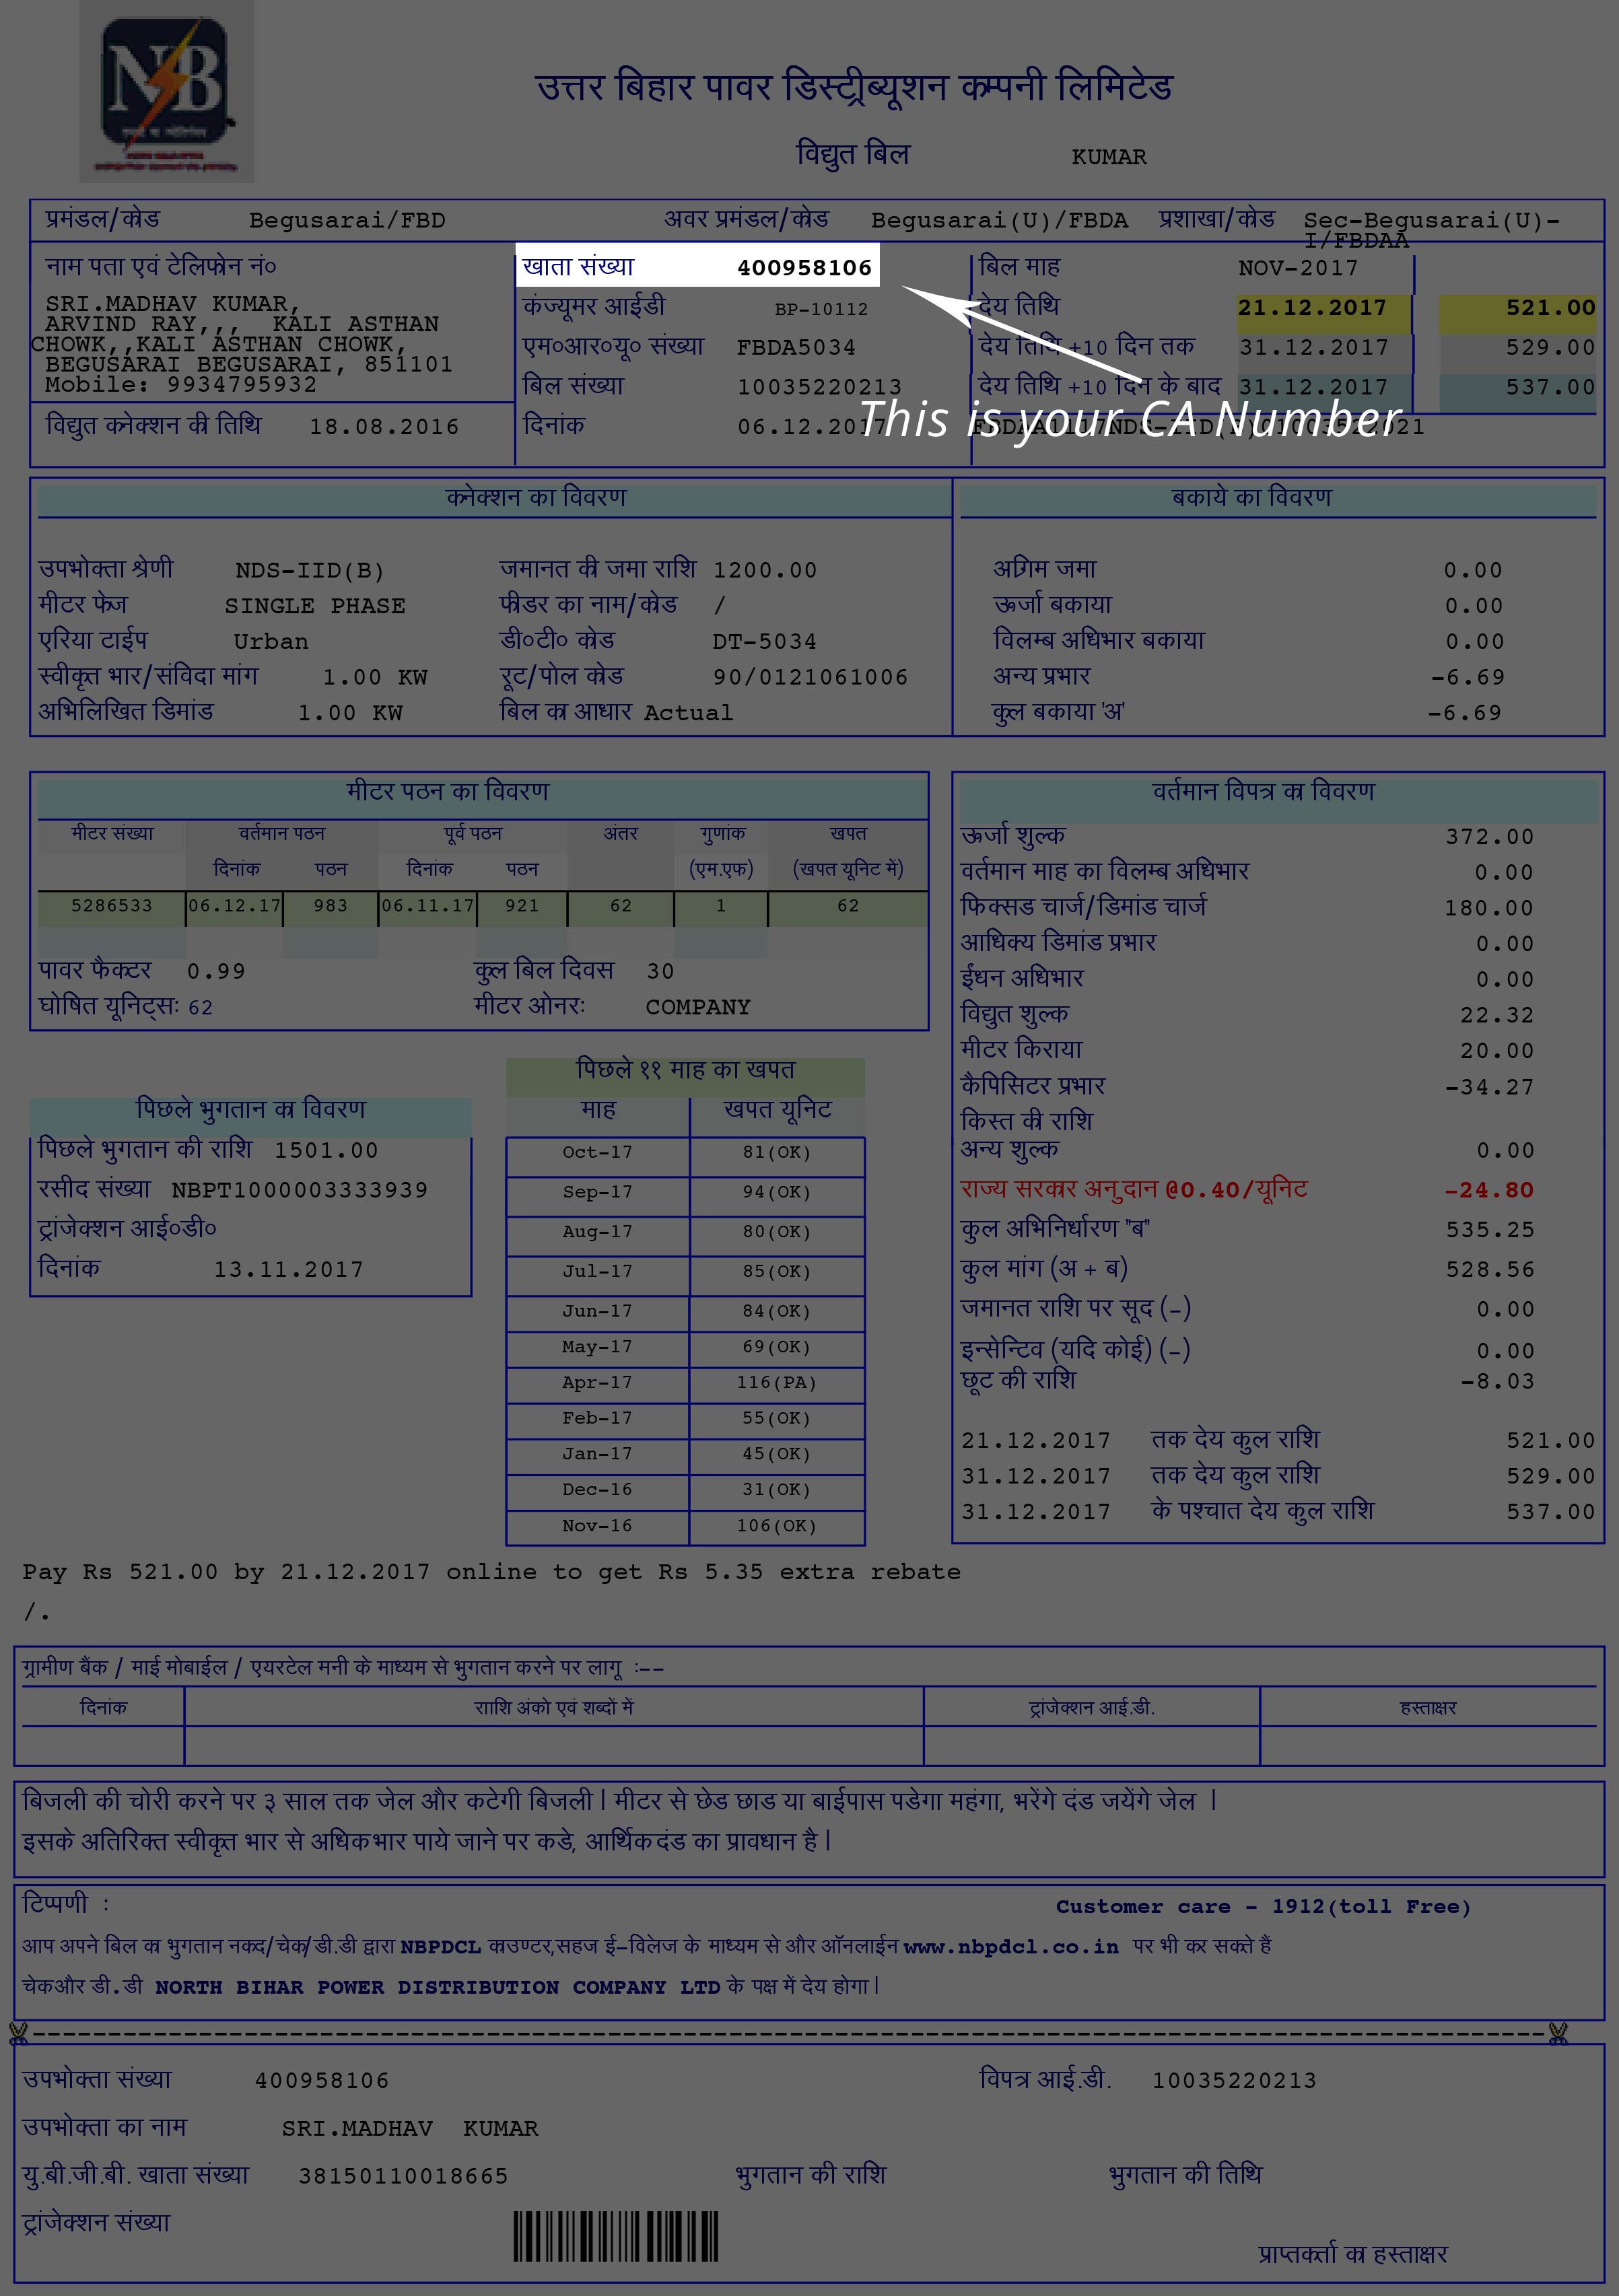 NB
उत्तर बिहार पावर डिस्ट्रीब्यूशन कम्पनी लिमिटेड
विद्युत बिल KUMAR
प्रमंडल/कोड Begusarai/FBD अवर प्रमंडल/कोड Begusarai(U)/FBDA प्रशाखा/कोड Sec-Begusarai(U)-
I/FBDAA
नाम पता एवं टेलिफोन नं० खाता संख्या 400958106 बिल माह NOV-2017
SRI.MADHAV KUMAR, कंज्यूमर आईडी BP-10112 देय तिथि 21.12.2017 521.00
ARVIND RAY,,, KALI ASTHAN
CHOWK,,KALI ASTHAN CHOWK, एम०आर०यू० संख्या FBDA5034 देय तिथि +10 दिन तक 31.12.2017 529.00
BEGUSARAI BEGUSARAI, 851101
Mobile: 9934795932 बिल संख्या 10035220213 देय तिथि +10 दिन के बाद 31.12.2017 537.00
विद्युत कनेक्शन की तिथि 18.08.2016 दिनांक 06.12.2017
This is your CA Number
कनेक्शन का विवरण बकाये का विवरण
उपभोक्ता श्रेणी NDS-IID(B) जमानत की जमा राशि 1200.00 अग्रिम जमा 0.00
मीटर फेज SINGLE PHASE फीडर का नाम/कोड / ऊर्जा बकाया 0.00
एरिया टाईप Urban डी०टी० कोड DT-5034 विलम्ब अधिभार बकाया 0.00
स्वीकृत भार/संविदा मांग 1.00 KW रूट/पोल कोड 90/0121061006 अन्य प्रभार -6.69
अभिलिखित डिमांड 1.00 KW बिल का आधार Actual कुल बकाया 'अ' -6.69
मीटर पठन का विवरण
मीटर संख्या वर्तमान पठन पूर्व पठन अंतर गुणांक खपत
दिनांक पठन दिनांक पठन (एम.एफ) (खपत यूनिट में)
5286533 06.12.17 983 06.11.17 921 62 1 62
पावर फैक्टर 0.99 कुल बिल दिवस 30
घोषित यूनिट्सः 62 मीटर ओनरः COMPANY
वर्तमान विपत्र का विवरण
ऊर्जा शुल्क 372.00
वर्तमान माह का विलम्ब अधिभार 0.00
फिक्सड चार्ज/डिमांड चार्ज 180.00
आधिक्य डिमांड प्रभार 0.00
ईंधन अधिभार 0.00
विद्युत शुल्क 22.32
मीटर किराया 20.00
कैपिसिटर प्रभार -34.27
किस्त की राशि
अन्य शुल्क 0.00
राज्य सरकार अनुदान @0.40/यूनिट -24.80
कुल अभिनिर्धारण "ब" 535.25
कुल मांग (अ + ब) 528.56
जमानत राशि पर सूद (-) 0.00
इन्सेन्टिव (यदि कोई) (-) 0.00
छूट की राशि -8.03
21.12.2017 तक देय कुल राशि 521.00
31.12.2017 तक देय कुल राशि 529.00
31.12.2017 के पश्चात देय कुल राशि 537.00
पिछले भुगतान का विवरण
पिछले भुगतान की राशि 1501.00
रसीद संख्या NBPT1000003333939
ट्रांजेक्शन आई०डी०
दिनांक 13.11.2017
पिछले ११ माह का खपत
माह खपत यूनिट
Oct-17 81(OK)
Sep-17 94(OK)
Aug-17 80(OK)
Jul-17 85(OK)
Jun-17 84(OK)
May-17 69(OK)
Apr-17 116(PA)
Feb-17 55(OK)
Jan-17 45(OK)
Dec-16 31(OK)
Nov-16 106(OK)
Pay Rs 521.00 by 21.12.2017 online to get Rs 5.35 extra rebate
/.
ग्रामीण बैंक / माई मोबाईल / एयरटेल मनी के माध्यम से भुगतान करने पर लागू :--
दिनांक रााशि अंको एवं शब्दों में ट्रांजेक्शन आई.डी. हस्ताक्षर
बिजली की चोरी करने पर ३ साल तक जेल और कटेगी बिजली | मीटर से छेड छाड या बाईपास पडेगा महंगा, भरेंगे दंड जयेंगे जेल |
इसके अतिरिक्त स्वीकृत भार से अधिकभार पाये जाने पर कडे, आर्थिकदंड का प्रावधान है |
टिप्पणी : Customer care - 1912(toll Free)
आप अपने बिल का भुगतान नकद/चेक/डी.डी द्वारा NBPDCL काउण्टर,सहज ई-विलेज के माध्यम से और ऑनलाईन www.nbpdcl.co.in पर भी कर सकते हैं
चेकऔर डी.डी NORTH BIHAR POWER DISTRIBUTION COMPANY LTD के पक्ष में देय होगा |
उपभोक्ता संख्या 400958106 विपत्र आई.डी. 10035220213
उपभोक्ता का नाम SRI.MADHAV KUMAR
यु.बी.जी.बी. खाता संख्या 38150110018665 भुगतान की राशि भुगतान की तिथि
ट्रांजेक्शन संख्या
प्राप्तकर्ता का हस्ताक्षर